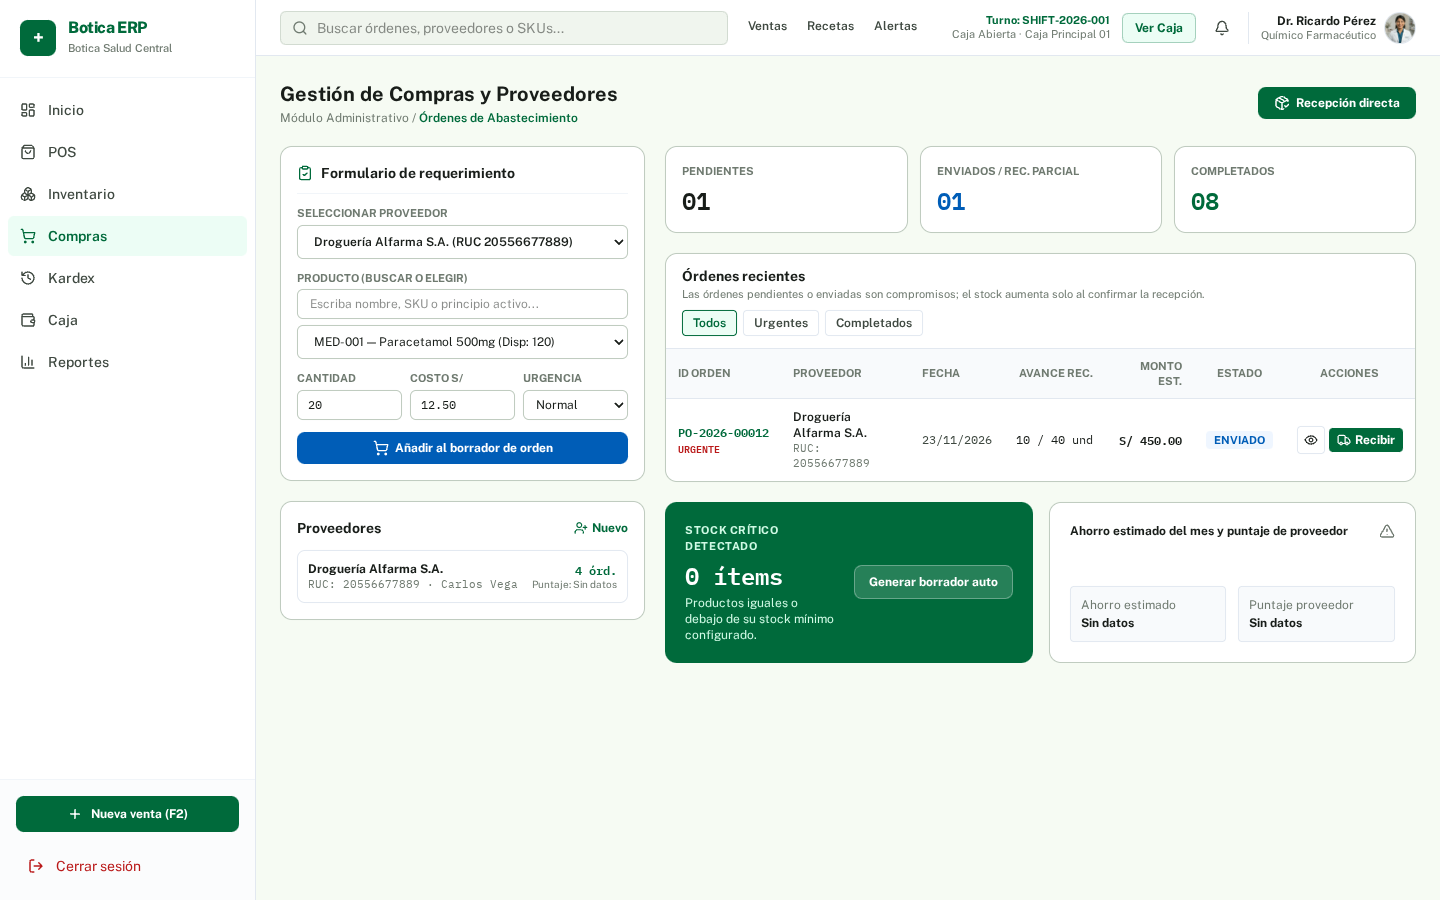 Botica ERP
Botica Salud Central
Inicio
POS
Inventario
Compras
Kardex
Caja
Reportes
Nueva venta (F2)
Cerrar sesión
Buscar órdenes, proveedores o SKUs...
Ventas
Recetas
Alertas
Turno: SHIFT-2026-001
Caja Abierta · Caja Principal 01
Ver Caja
Dr. Ricardo Pérez
Químico Farmacéutico
Gestión de Compras y Proveedores
Módulo Administrativo / Órdenes de Abastecimiento
Recepción directa
Formulario de requerimiento
SELECCIONAR PROVEEDOR
Droguería Alfarma S.A. (RUC 20556677889)
PRODUCTO (BUSCAR O ELEGIR)
Escriba nombre, SKU o principio activo...
MED-001 — Paracetamol 500mg (Disp: 120)
CANTIDAD
COSTO S/
URGENCIA
20
12.50
Normal
Añadir al borrador de orden
Proveedores
Nuevo
Droguería Alfarma S.A.
RUC: 20556677889 · Carlos Vega
4 órd.
Puntaje: Sin datos
PENDIENTES
01
ENVIADOS / REC. PARCIAL
01
COMPLETADOS
08
Órdenes recientes
Las órdenes pendientes o enviadas son compromisos; el stock aumenta solo al confirmar la recepción.
Todos
Urgentes
Completados
ID ORDEN
PROVEEDOR
FECHA
AVANCE REC.
MONTO
EST.
ESTADO
ACCIONES
PO-2026-00012
URGENTE
Droguería
Alfarma S.A.
RUC:
20556677889
23/11/2026
10 / 40 und
S/ 450.00
ENVIADO
Recibir
STOCK CRÍTICO
DETECTADO
0 ítems
Productos iguales o
debajo de su stock mínimo
configurado.
Generar borrador auto
Ahorro estimado del mes y puntaje de proveedor
Ahorro estimado
Sin datos
Puntaje proveedor
Sin datos